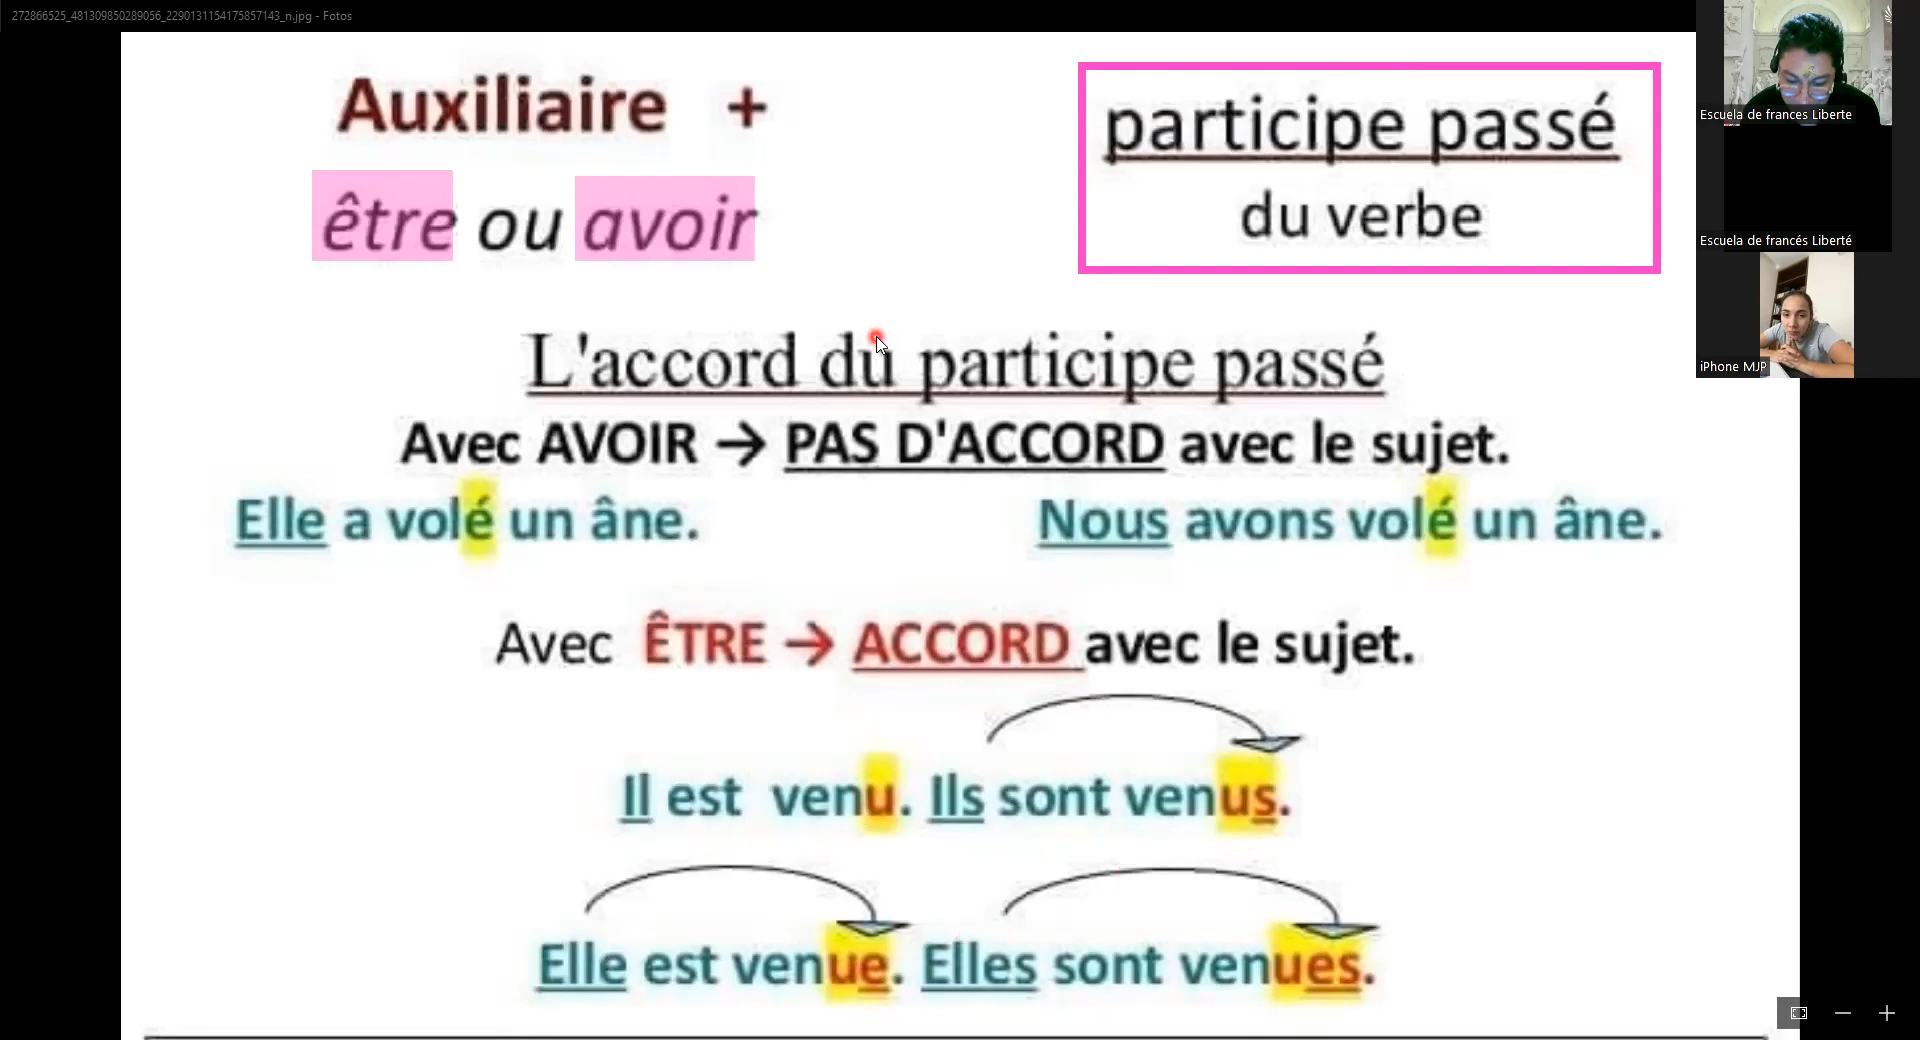 272866525_481309850289056_2290131154175857143_n.jpg - Fotos
Auxiliaire +
être ou avoir
participe passé
du verbe
L'accord du participe passé
Avec AVOIR → PAS D'ACCORD avec le sujet.
Elle a volé un âne. Nous avons volé un âne.
Avec ÊTRE → ACCORD avec le sujet.
Il est venu. Ils sont venus.
Elle est venue. Elles sont venues.
Escuela de frances Liberte
Escuela de francés Liberté
iPhone MJP